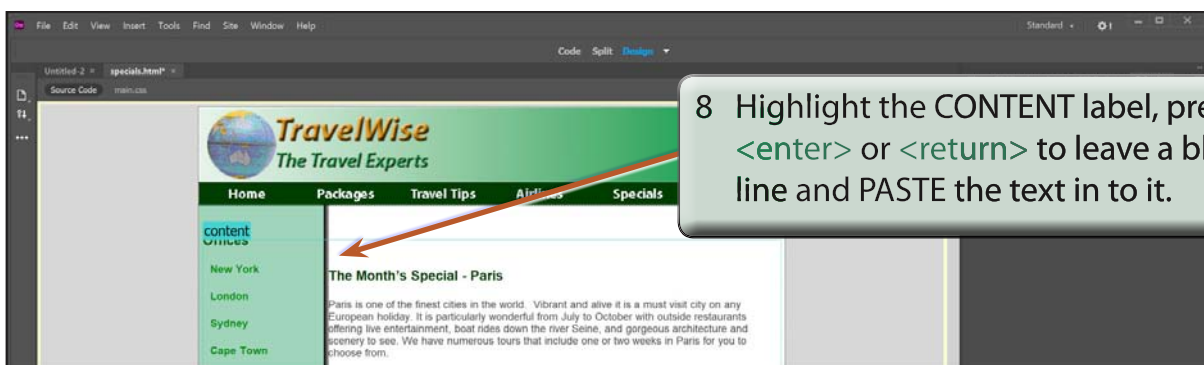 Dw File Edit View Insert Tools Find Site Window Help Standard
Code Split Design
Untitled-2 × specials.html* ×
Source Code main.css
TravelWise
The Travel Experts
Home Packages Travel Tips Airlines Specials
content
Offices
New York
London
Sydney
Cape Town
The Month's Special - Paris
Paris is one of the finest cities in the world. Vibrant and alive it is a must visit city on any
European holiday. It is particularly wonderful from July to October with outside restaurants
offering live entertainment, boat rides down the river Seine, and gorgeous architecture and
scenery to see. We have numerous tours that include one or two weeks in Paris for you to
choose from.
8 Highlight the CONTENT label, pre
<enter> or <return> to leave a bl
line and PASTE the text in to it.